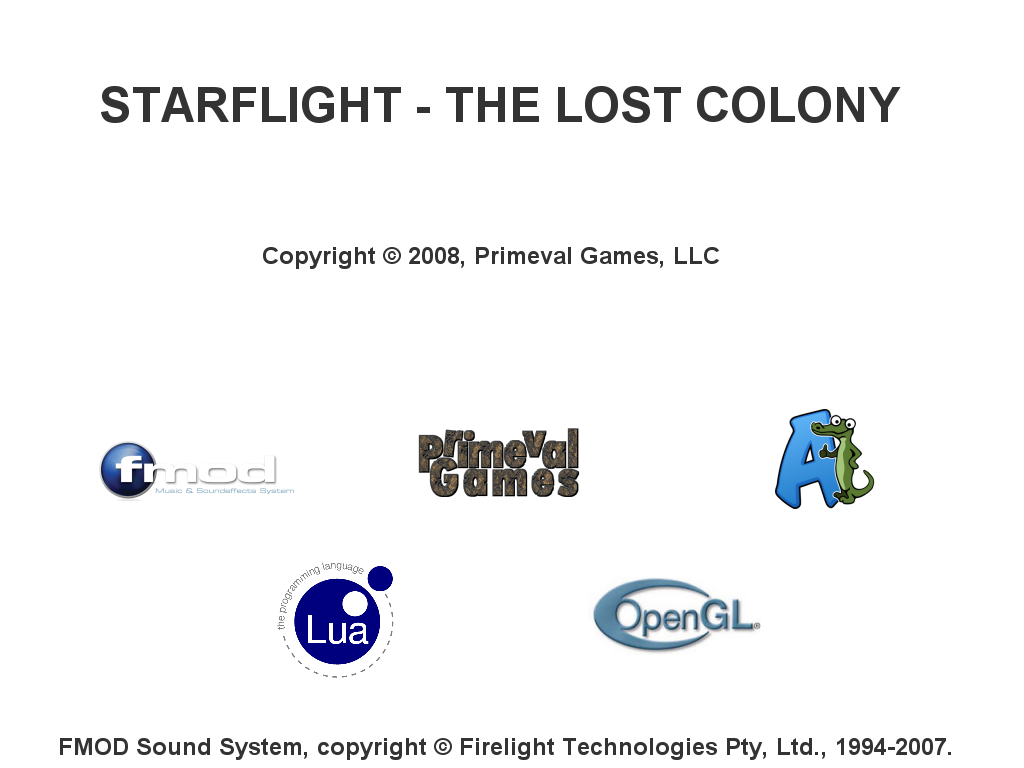 STARFLIGHT - THE LOST COLONY
Copyright © 2008, Primeval Games, LLC
fmod
Music & Soundeffects System
Primeval
Games
A
the programming language
Lua
OpenGL®
FMOD Sound System, copyright © Firelight Technologies Pty, Ltd., 1994-2007.